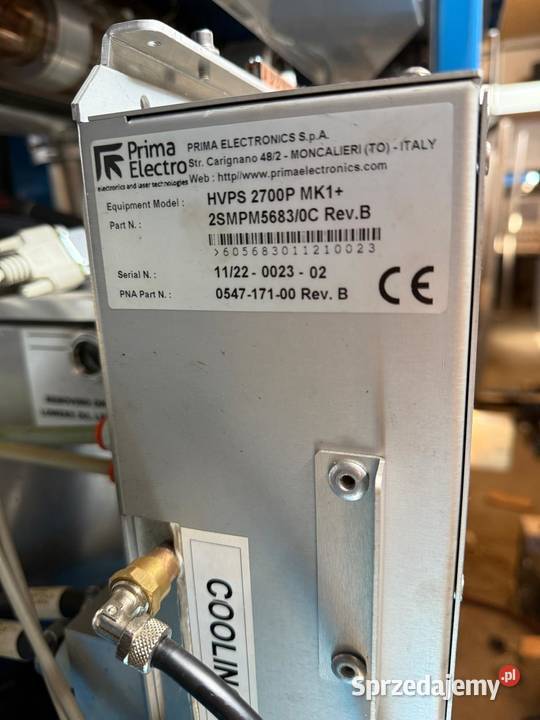 Prima Electro
electronics and laser technologies
PRIMA ELECTRONICS S.p.A.
Str. Carignano 48/2 - MONCALIERI (TO) - ITALY
Web : http//www.primaelectronics.com
Equipment Model : HVPS 2700P MK1+
Part N. : 2SMPM5683/0C Rev.B
>605683011210023
Serial N. : 11/22 - 0023 - 02
PNA Part N. : 0547-171-00 Rev. B
CE
REMOVING
COOLIN
Sprzedajemy.pl